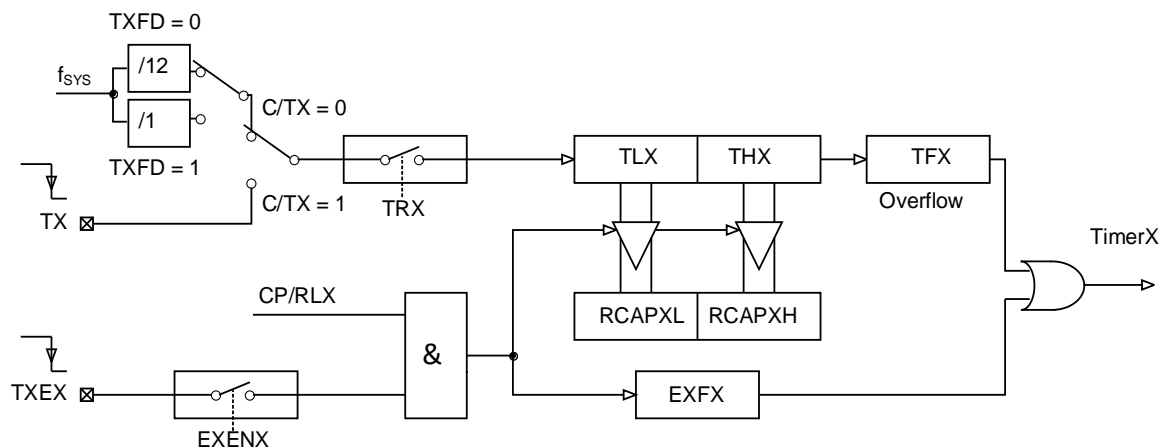 TXFD = 0
/12
fSYS
C/TX = 0
/1
TXFD = 1
TX
C/TX = 1
TRX
TLX THX
TFX
Overflow
TimerX
CP/RLX
RCAPXL RCAPXH
&
TXEX
EXENX
EXFX